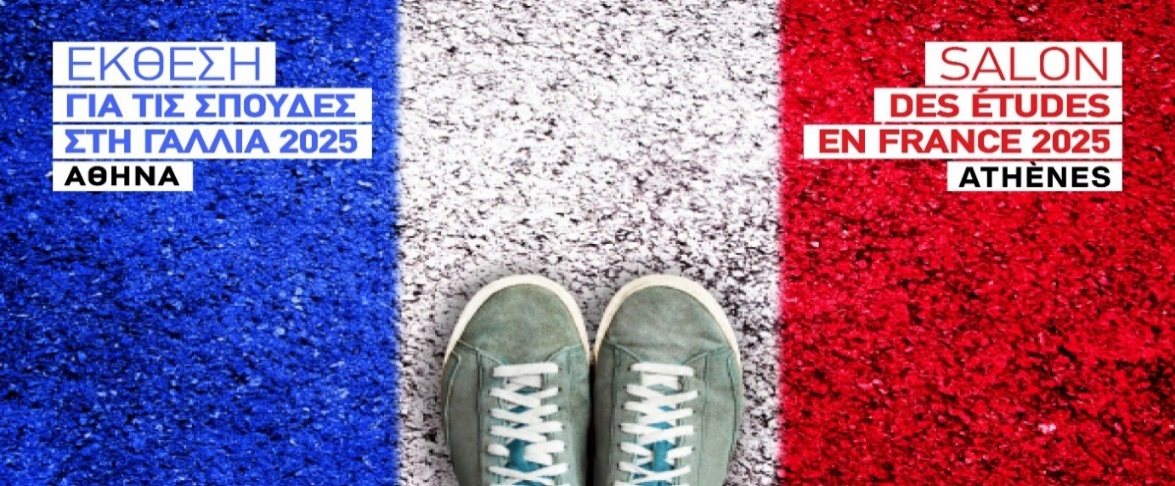 ΕΚΘΕΣΗ
ΓΙΑ ΤΙΣ ΣΠΟΥΔΕΣ
ΣΤΗ ΓΑΛΛΙΑ 2025
ΑΘΗΝΑ
SALON
DES ÉTUDES
EN FRANCE 2025
ATHÈNES